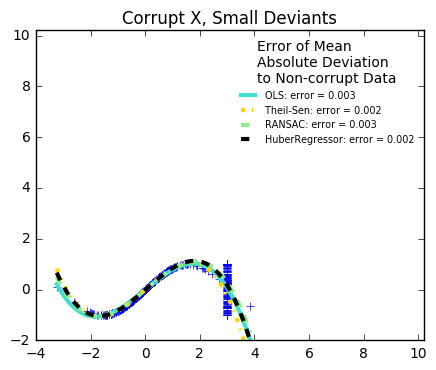 Corrupt X, Small Deviants
Error of Mean
Absolute Deviation
to Non-corrupt Data
OLS: error = 0.003
Theil-Sen: error = 0.002
RANSAC: error = 0.003
HuberRegressor: error = 0.002
10
8
6
4
2
0
−2
−4 −2 0 2 4 6 8 10